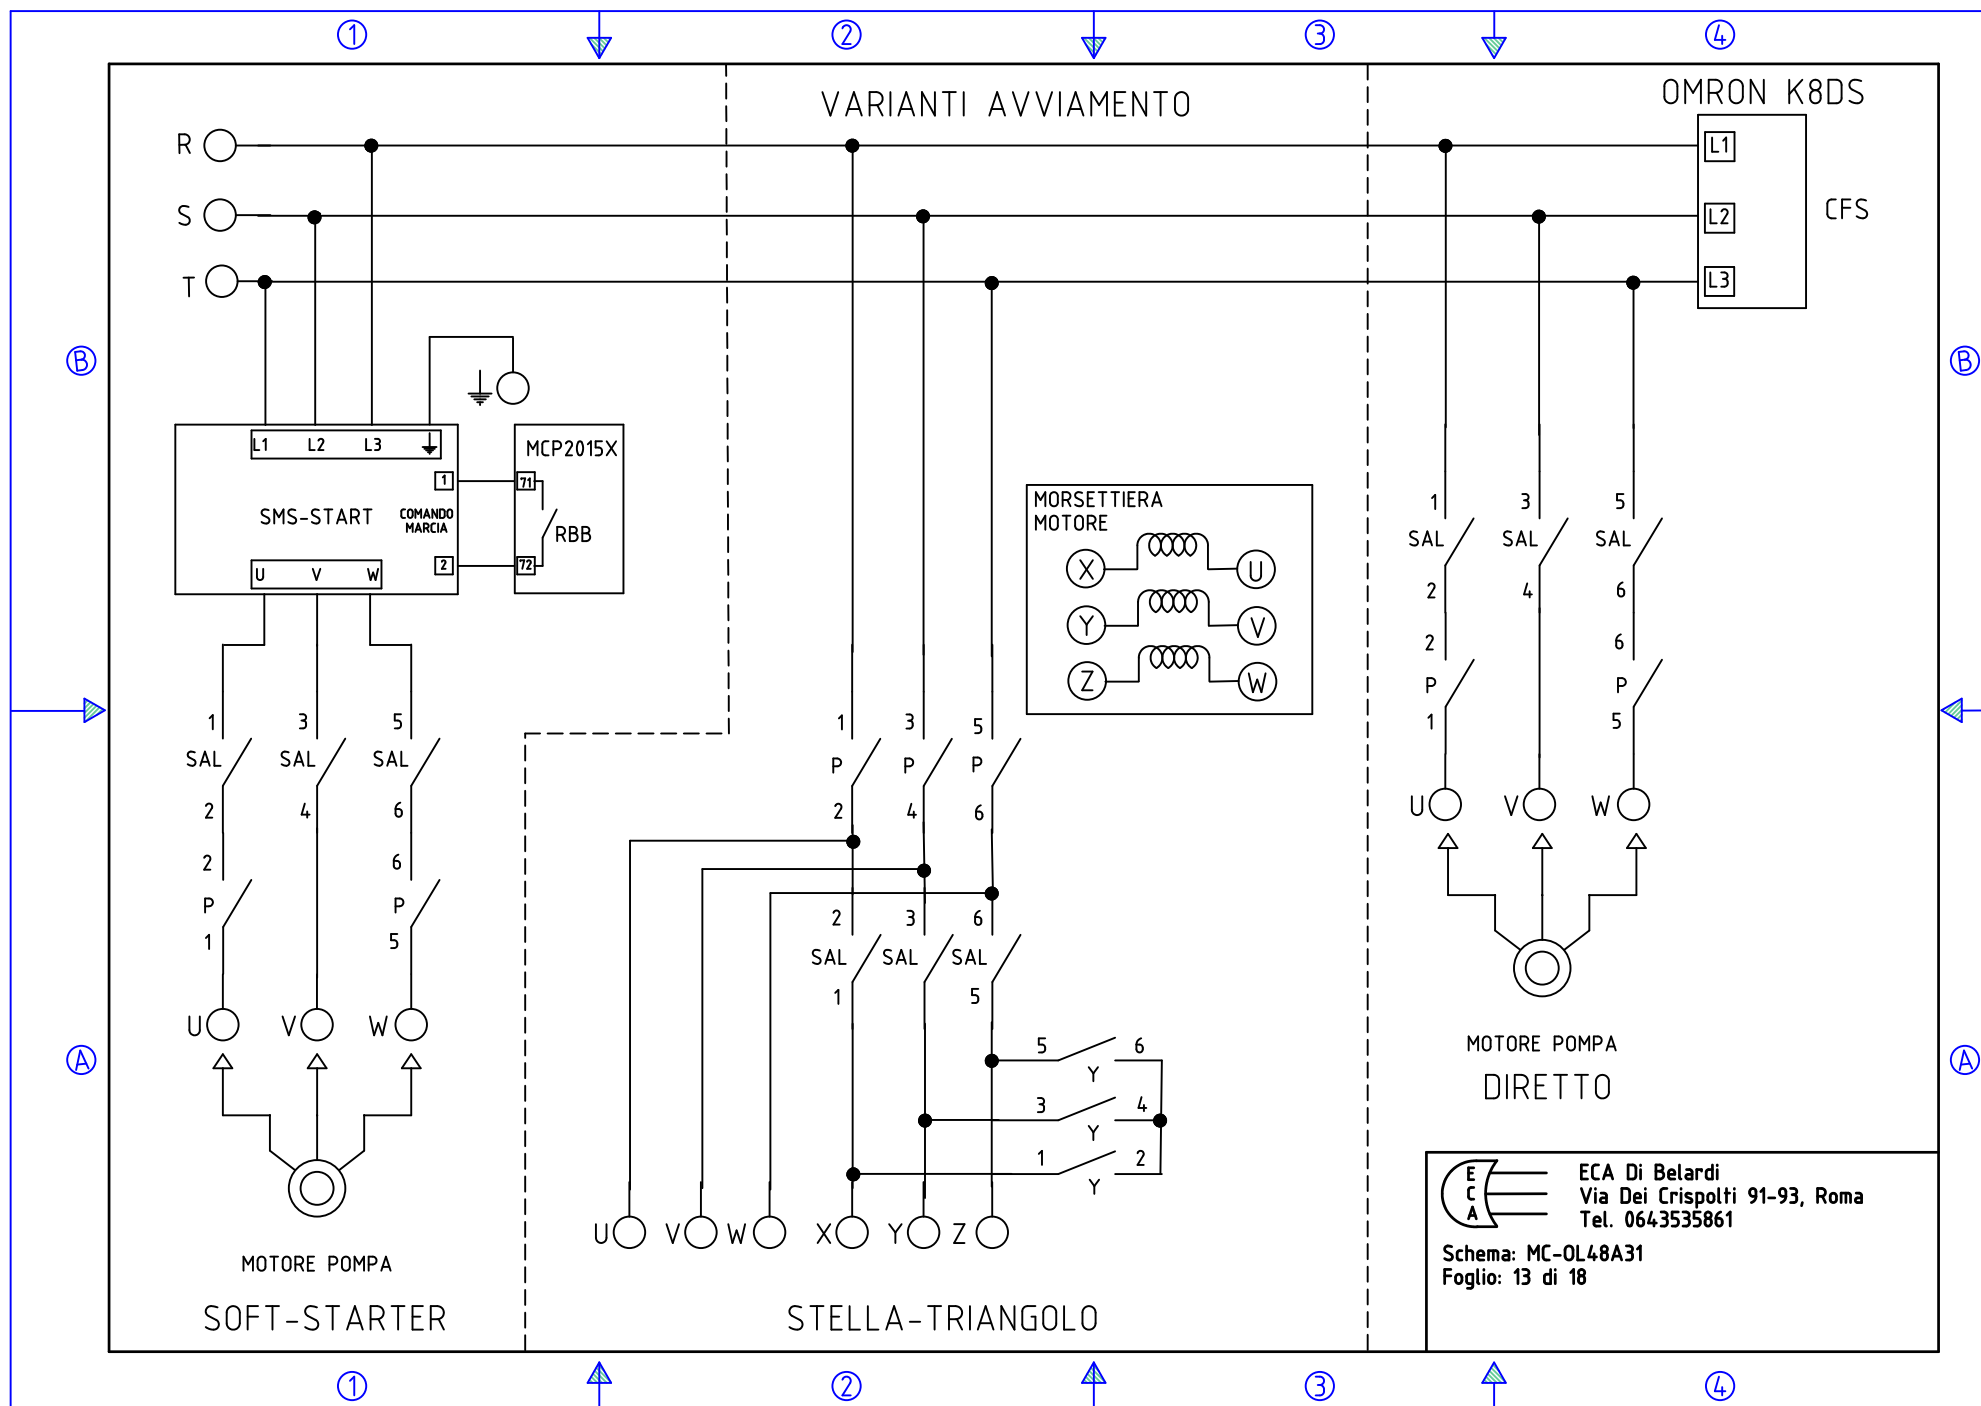 1 2 3 4
VARIANTI AVVIAMENTO
OMRON K8DS
R
L1
S
L2
CFS
T
L3
B
B
L1 L2 L3
MCP2015X
1
71
SMS-START
COMANDO
MARCIA
RBB
2
72
U V W
MORSETTIERA
MOTORE
X U
Y V
Z W
1 3 5
SAL SAL SAL
2 4 6
2 6
P P
1 5
U V W
MOTORE POMPA
DIRETTO
1 3 5
SAL SAL SAL
2 4 6
2 6
P P
1 5
U V W
MOTORE POMPA
SOFT-STARTER
1 3 5
P P P
2 4 6
2 3 6
SAL SAL SAL
1 5
5 6
Y
3 4
Y
1 2
Y
U V W X Y Z
STELLA-TRIANGOLO
A
A
E
C
A
ECA Di Belardi
Via Dei Crispolti 91-93, Roma
Tel. 0643535861
Schema: MC-OL48A31
Foglio: 13 di 18
1 2 3 4